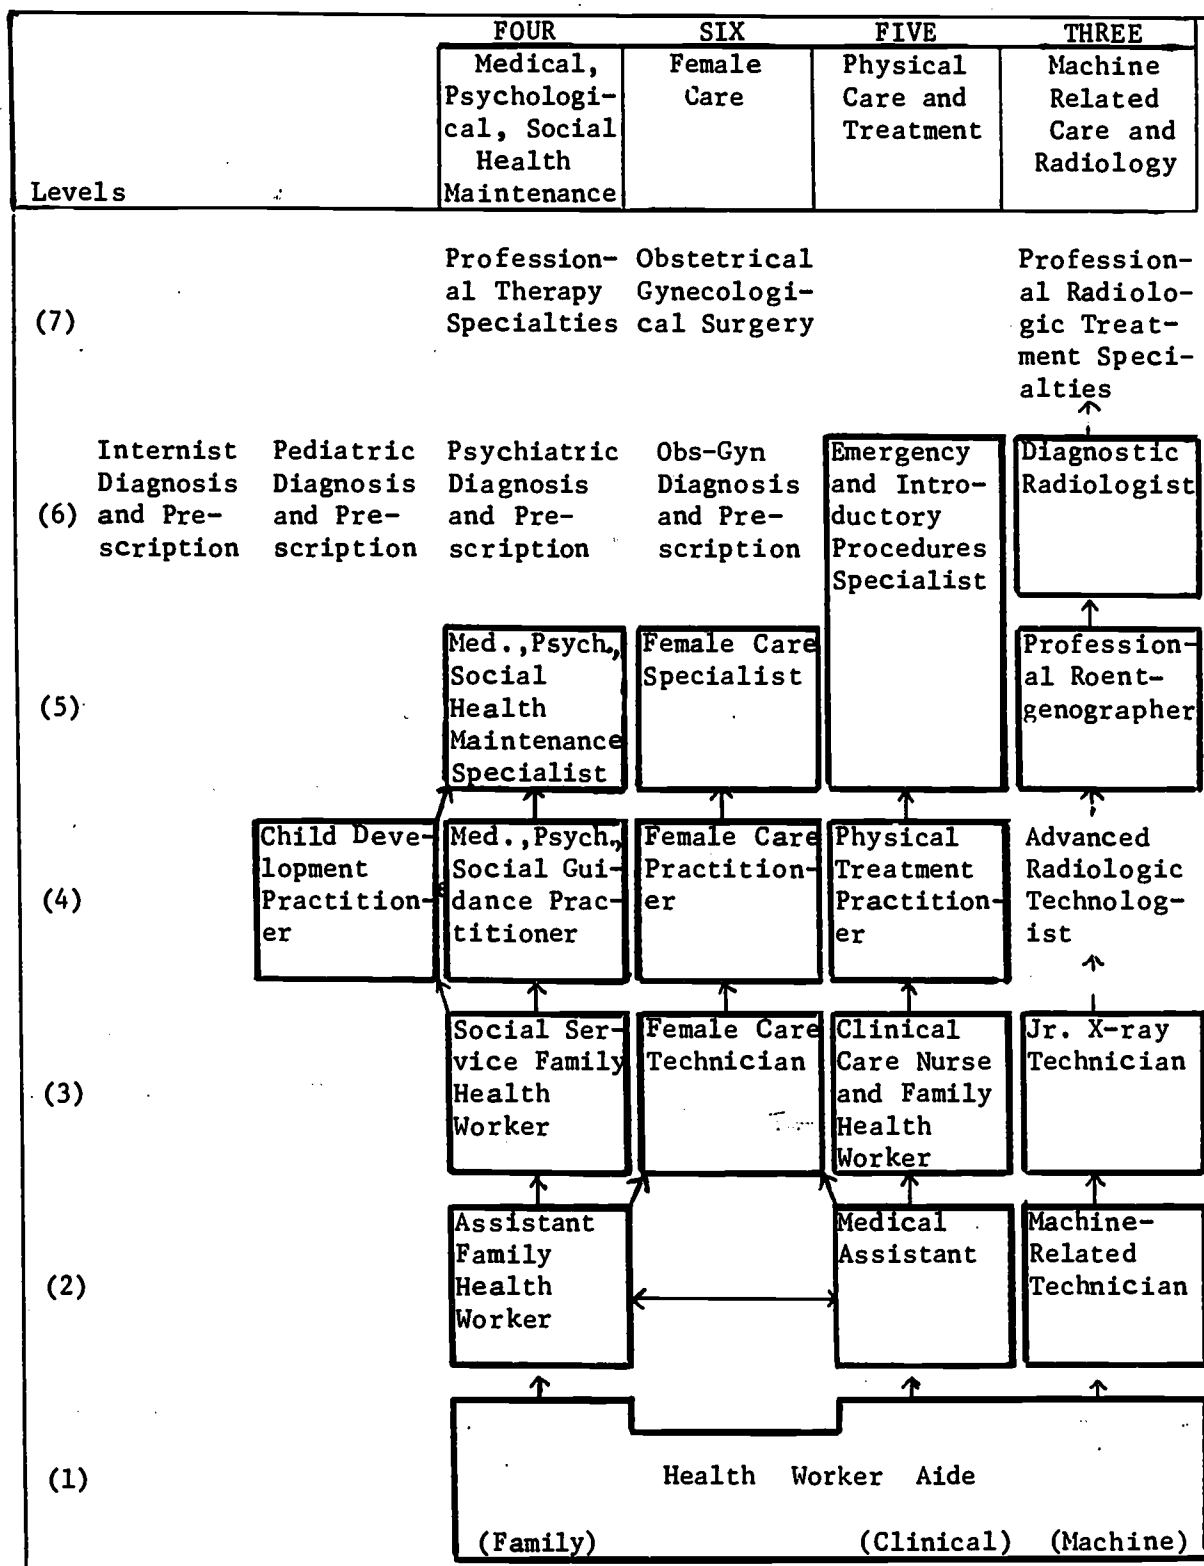 FOUR SIX FIVE THREE
Medical, Female Physical Machine
Psychologi- Care Care and Related
cal, Social Treatment Care and
Health Radiology
Levels Maintenance
Profession- Obstetrical Profession-
al Therapy Gynecologi- al Radiolo-
(7) Specialties cal Surgery gic Treat-
ment Speci-
alties
Internist Pediatric Psychiatric Obs-Gyn Emergency Diagnostic
Diagnosis Diagnosis Diagnosis Diagnosis and Intro- Radiologist
(6) and Pre- and Pre- and Pre- and Pre- ductory
scription scription scription scription Procedures
Specialist
Med.,Psych., Female Care Profession-
Social Specialist al Roent-
(5) Health genographer
Maintenance
Specialist
Child Deve- Med.,Psych., Female Care Physical Advanced
lopment Social Gui- Practition- Treatment Radiologic
(4) Practition- dance Prac- er Practition- Technolog-
er titioner er ist
Social Ser- Female Care Clinical Jr. X-ray
vice Family Technician Care Nurse Technician
(3) Health and Family
Worker Health
Worker
Assistant Medical Machine-
Family Assistant Related
(2) Health Technician
Worker
(1) Health Worker Aide
(Family) (Clinical) (Machine)